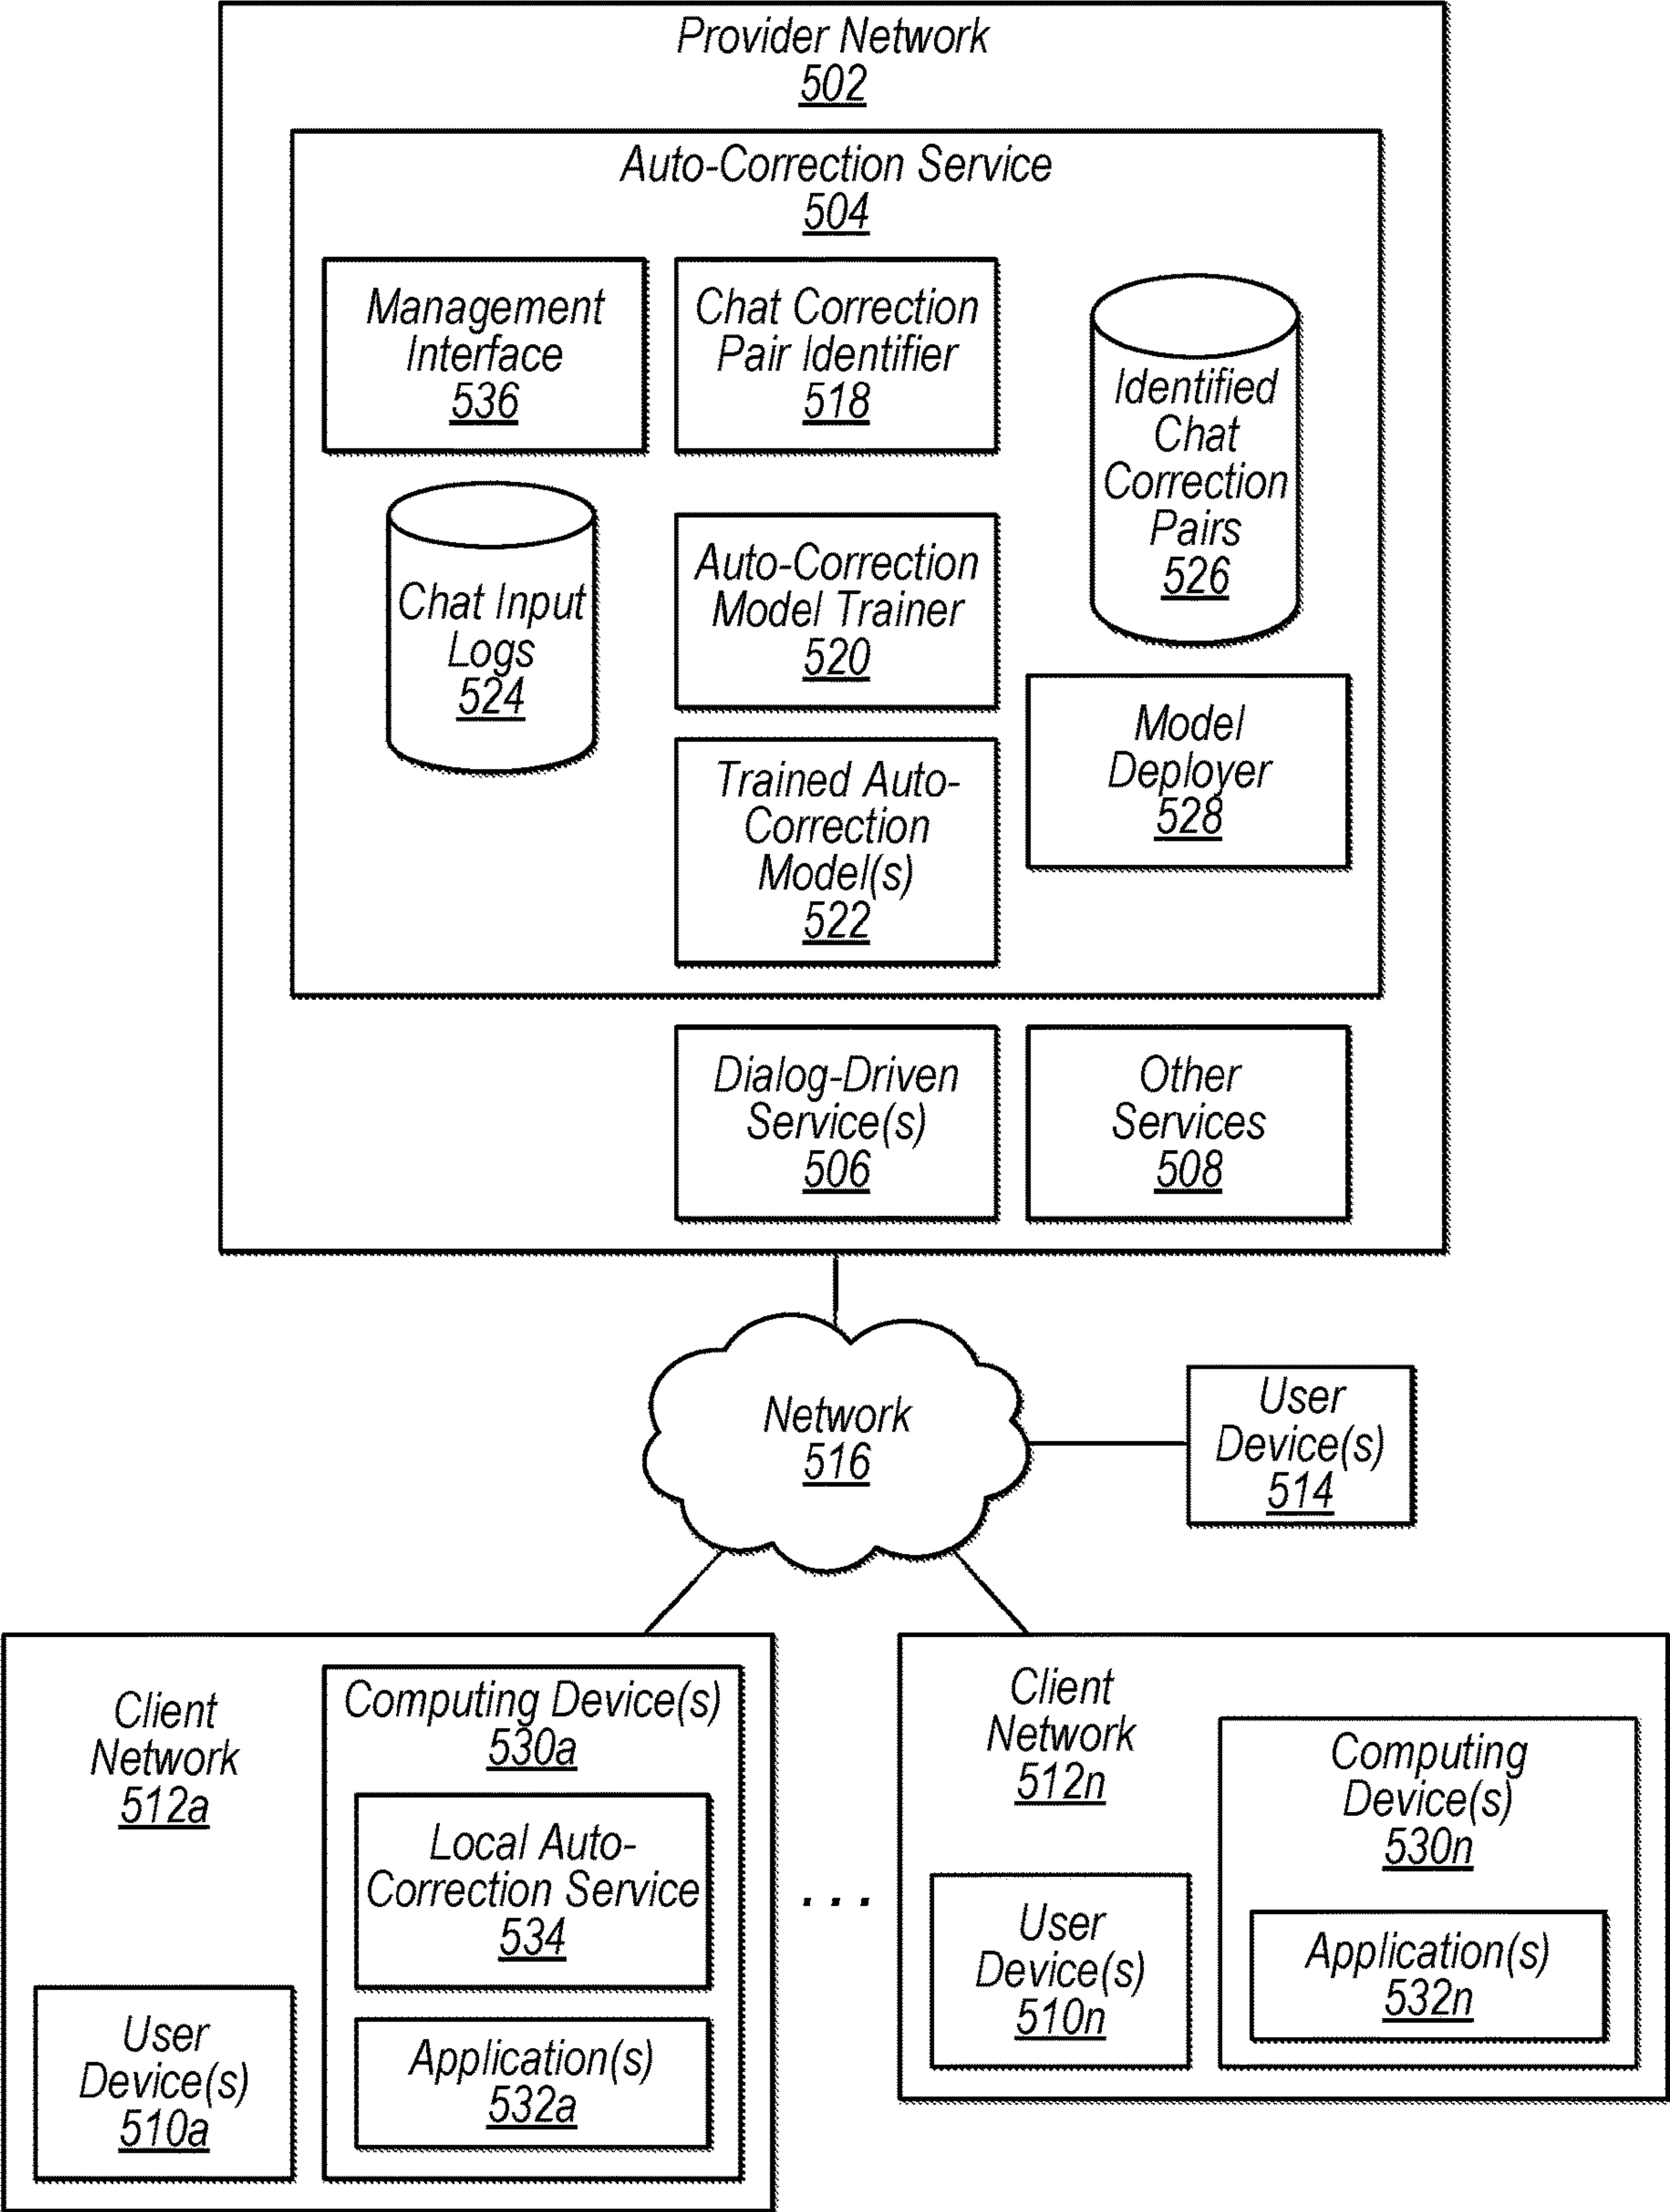 Provider Network
502
Auto-Correction Service
504
Management
Interface
536
Chat Correction
Pair Identifier
518
Identified
Chat
Correction
Pairs
526
Chat Input
Logs
524
Auto-Correction
Model Trainer
520
Model
Deployer
528
Trained Auto-
Correction
Model(s)
522
Dialog-Driven
Service(s)
506
Other
Services
508
Network
516
User
Device(s)
514
Client
Network
512a
Computing Device(s)
530a
Local Auto-
Correction Service
534
Application(s)
532a
User
Device(s)
510a
. . .
Client
Network
512n
Computing
Device(s)
530n
User
Device(s)
510n
Application(s)
532n